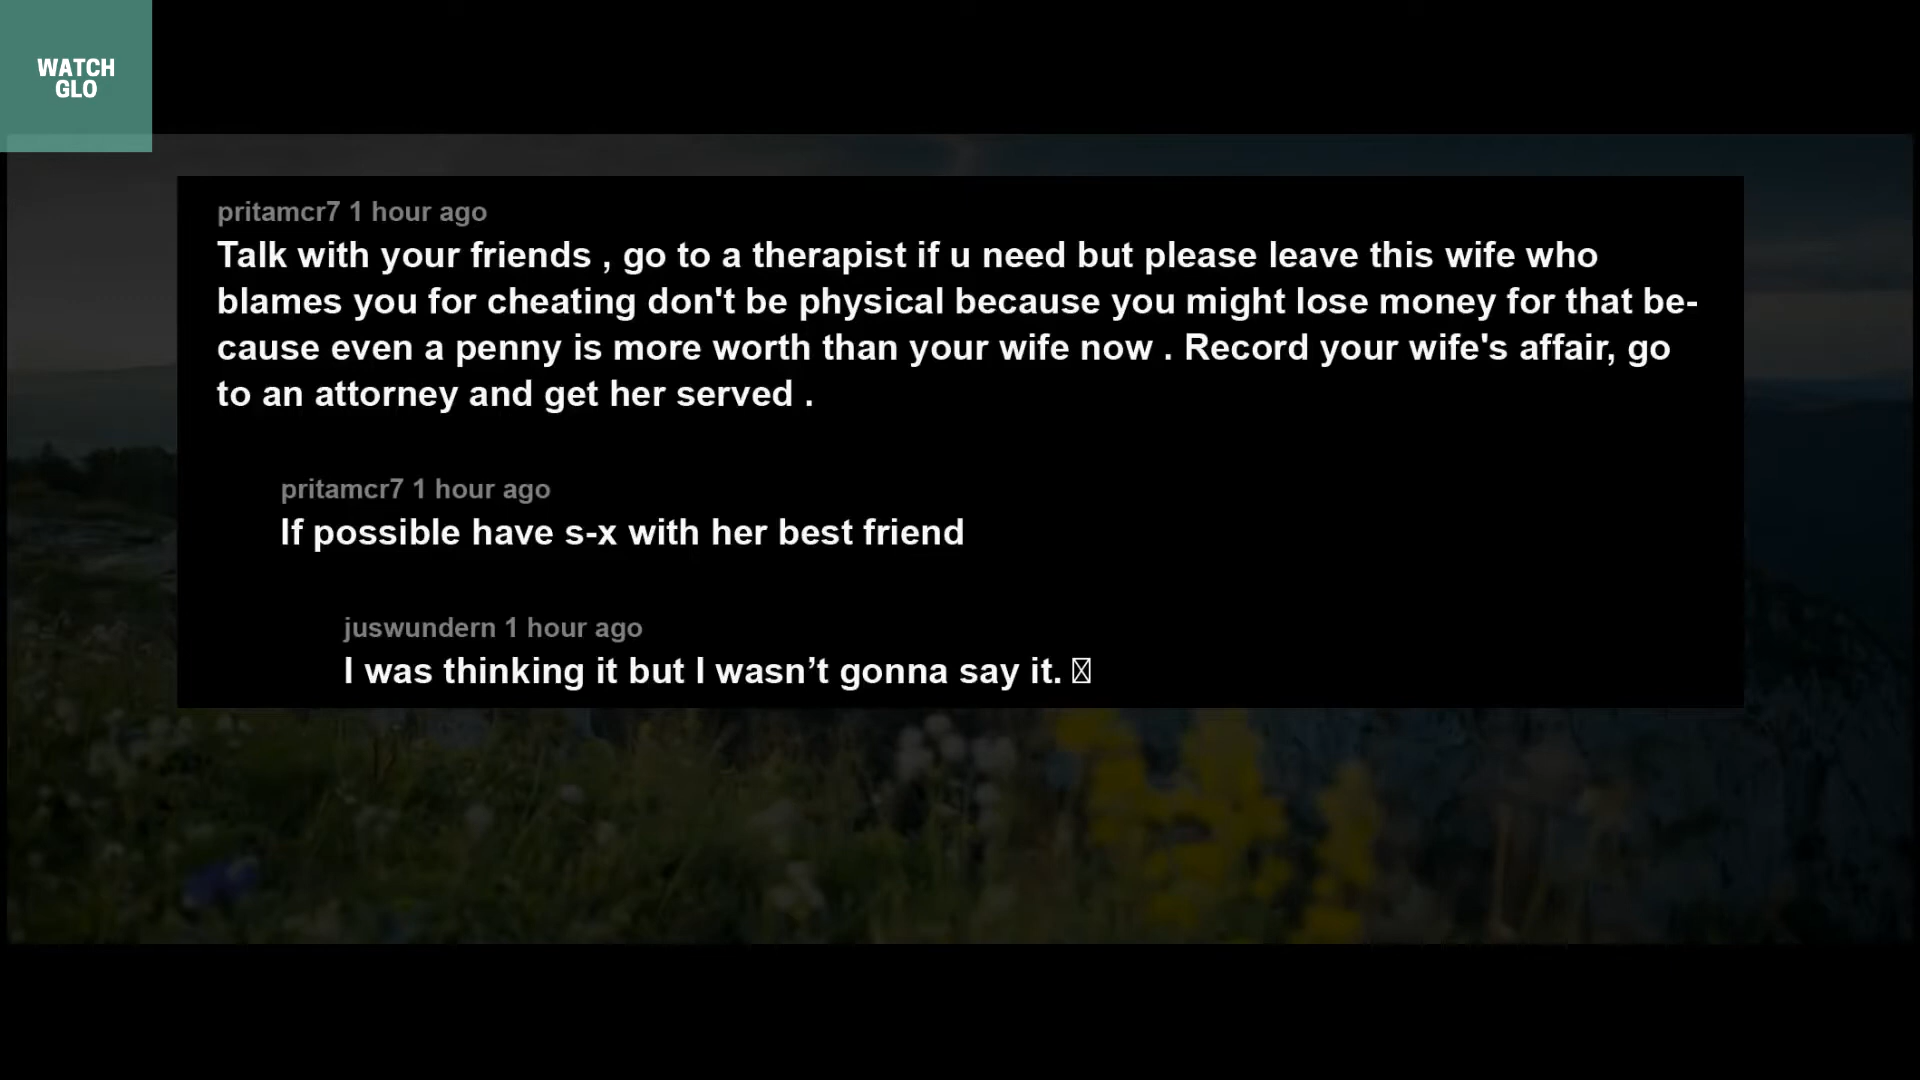 WATCH
GLO
pritamcr7 1 hour ago
Talk with your friends , go to a therapist if u need but please leave this wife who
blames you for cheating don't be physical because you might lose money for that be-
cause even a penny is more worth than your wife now . Record your wife's affair, go
to an attorney and get her served .
pritamcr7 1 hour ago
If possible have s-x with her best friend
juswundern 1 hour ago
I was thinking it but I wasn’t gonna say it.